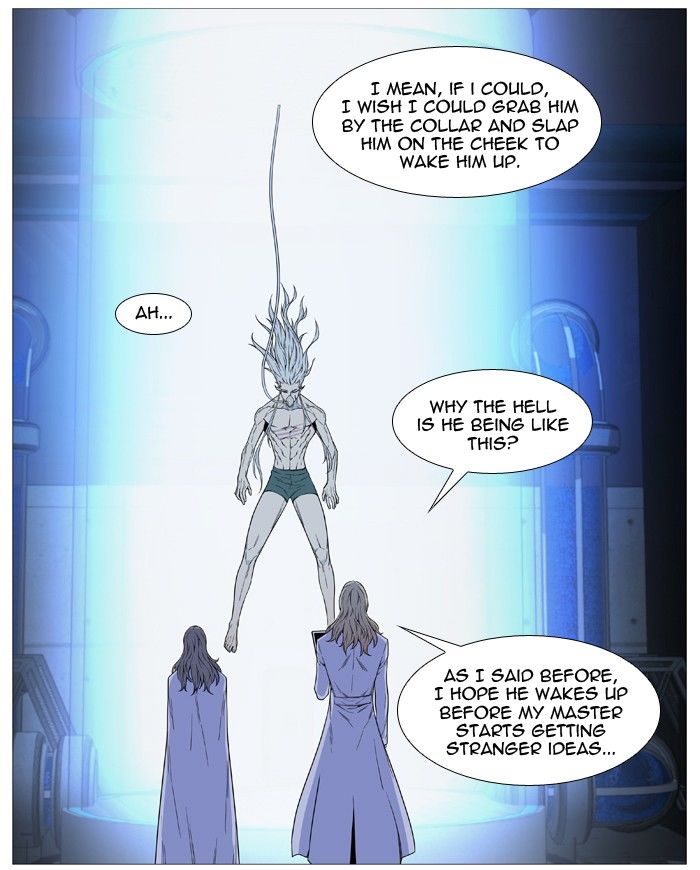 I MEAN, IF I COULD,
I WISH I COULD GRAB HIM
BY THE COLLAR AND SLAP
HIM ON THE CHEEK TO
WAKE HIM UP.
AH...
WHY THE HELL
IS HE BEING LIKE
THIS?
AS I SAID BEFORE,
I HOPE HE WAKES UP
BEFORE MY MASTER
STARTS GETTING
STRANGER IDEAS...